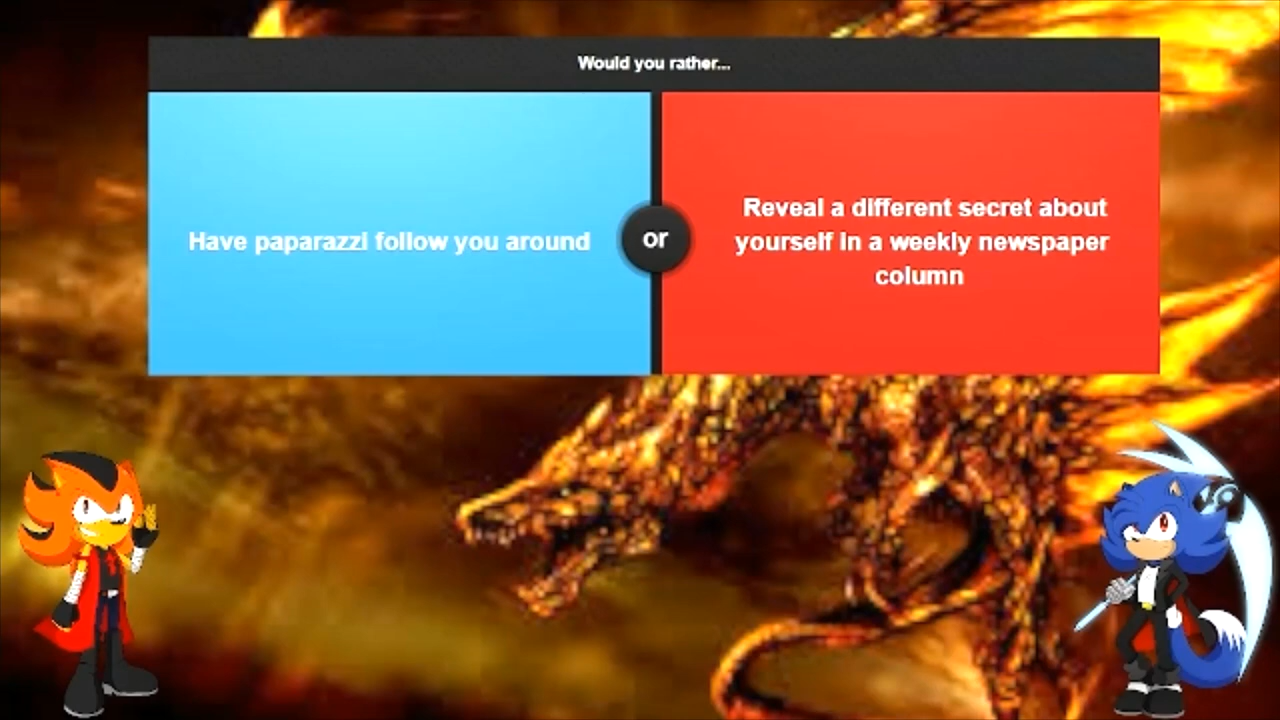 Would you rather...
Have paparazzi follow you around
or
Reveal a different secret about
yourself in a weekly newspaper
column